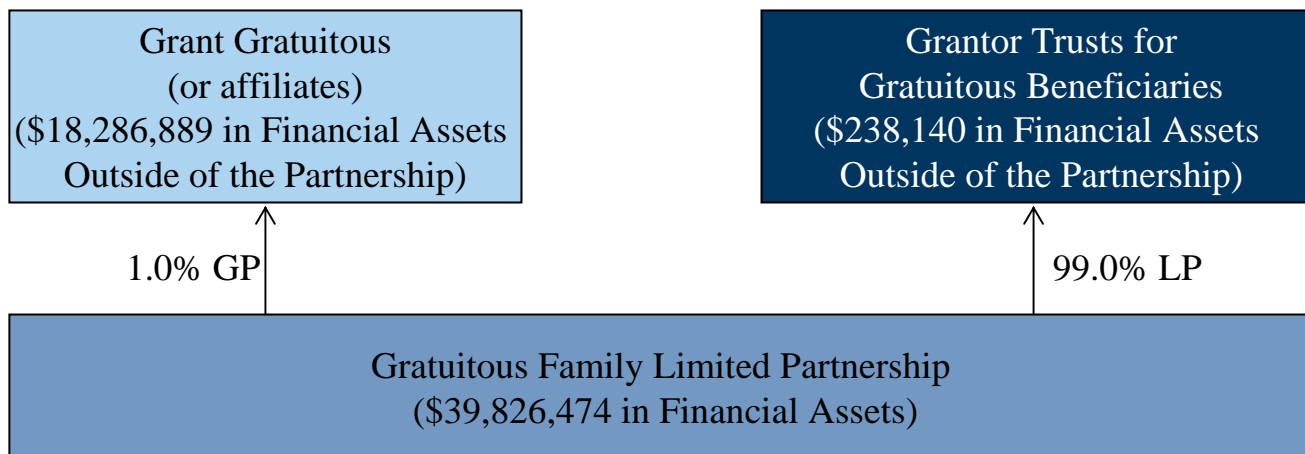 Grant Gratuitous
(or affiliates)
($18,286,889 in Financial Assets
Outside of the Partnership)
Grantor Trusts for
Gratuitous Beneficiaries
($238,140 in Financial Assets
Outside of the Partnership)
1.0% GP
99.0% LP
Gratuitous Family Limited Partnership
($39,826,474 in Financial Assets)